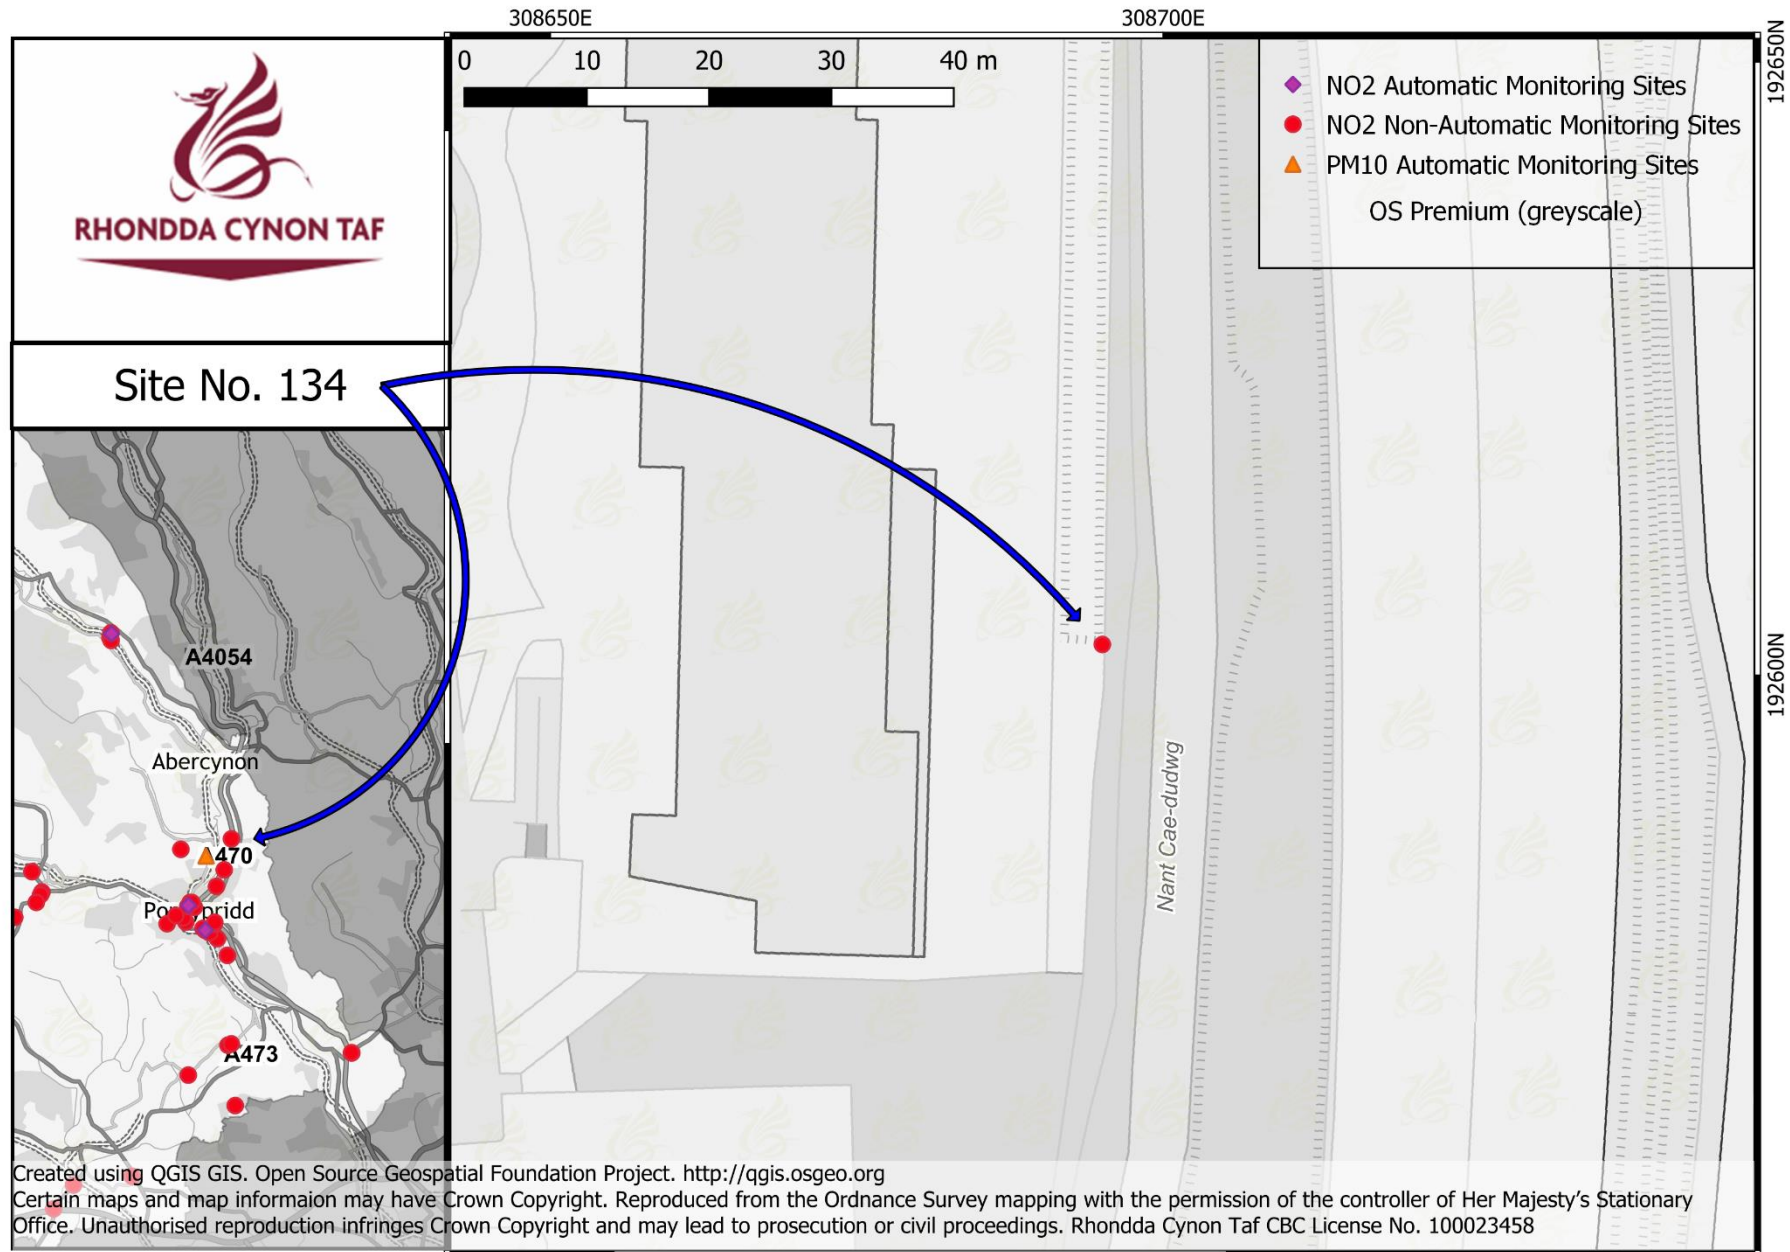 308650E
308700E
192650N
192600N
0 10 20 30 40 m
NO2 Automatic Monitoring Sites
NO2 Non-Automatic Monitoring Sites
PM10 Automatic Monitoring Sites
OS Premium (greyscale)
RHONDDA CYNON TAF
Site No. 134
A4054
Abercynon
470
Pontypridd
A473
Nant Cae-dudwg
Created using QGIS GIS. Open Source Geospatial Foundation Project. http://qgis.osgeo.org
Certain maps and map informaion may have Crown Copyright. Reproduced from the Ordnance Survey mapping with the permission of the controller of Her Majesty's Stationary
Office. Unauthorised reproduction infringes Crown Copyright and may lead to prosecution or civil proceedings. Rhondda Cynon Taf CBC License No. 100023458